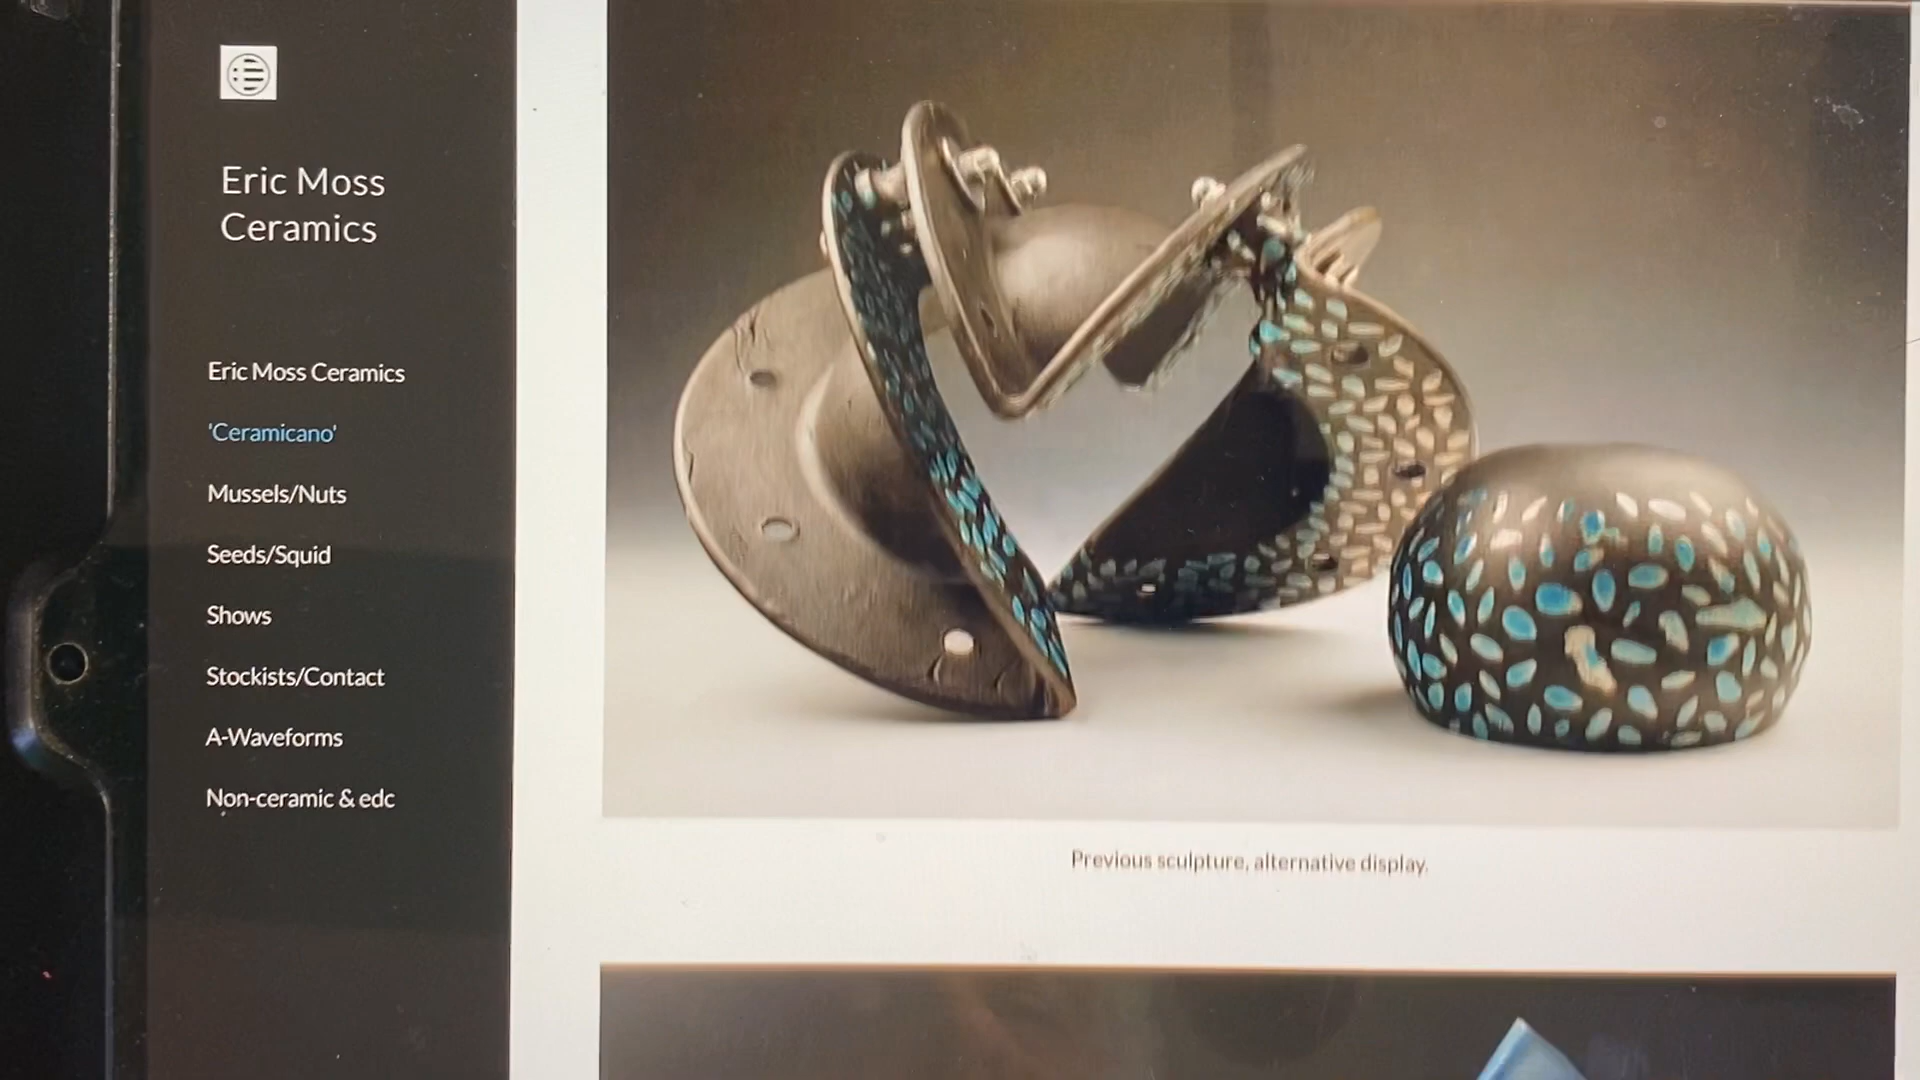 Eric Moss
Ceramics
Eric Moss Ceramics
'Ceramicano'
Mussels/Nuts
Seeds/Squid
Shows
Stockists/Contact
A-Waveforms
Non-ceramic & edc
Previous sculpture, alternative display.